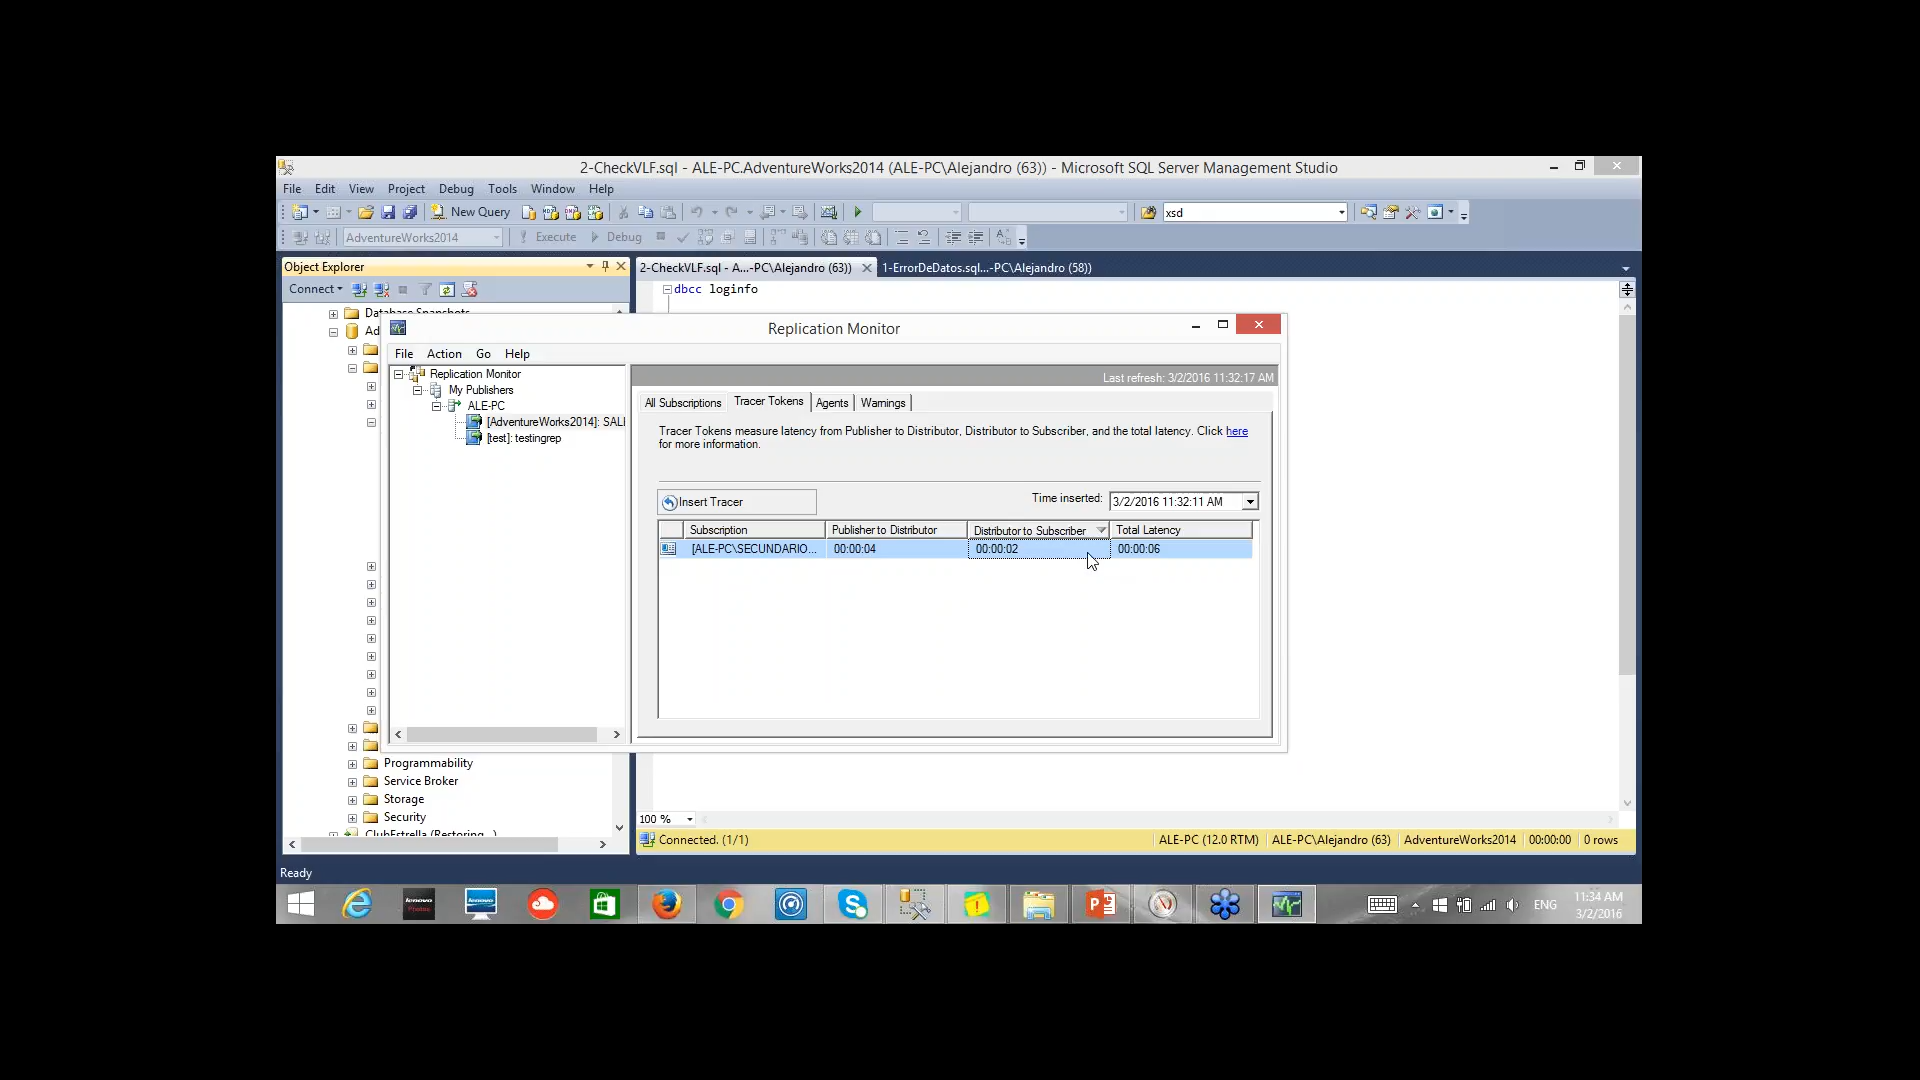 2-CheckVLF.sql - ALE-PC.AdventureWorks2014 (ALE-PC\Alejandro (63)) - Microsoft SQL Server Management Studio
File Edit View Project Debug Tools Window Help
New Query xsd
AdventureWorks2014 Execute Debug
Object Explorer
2-CheckVLF.sql - A...-PC\Alejandro (63)) 1-ErrorDeDatos.sql...-PC\Alejandro (58))
Connect
dbcc loginfo
Database Snapshots
Ad
Replication Monitor
File Action Go Help
Replication Monitor
My Publishers
ALE-PC
[AdventureWorks2014]: SALI
[test]: testingrep
Last refresh: 3/2/2016 11:32:17 AM
All Subscriptions Tracer Tokens Agents Warnings
Tracer Tokens measure latency from Publisher to Distributor, Distributor to Subscriber, and the total latency. Click here
for more information.
Insert Tracer Time inserted: 3/2/2016 11:32:11 AM
Subscription Publisher to Distributor Distributor to Subscriber Total Latency
[ALE-PC\SECUNDARIO... 00:00:04 00:00:02 00:00:06
Programmability
Service Broker
Storage
Security
ClubEstrella (Restoring...)
100 %
Connected. (1/1) ALE-PC (12.0 RTM) ALE-PC\Alejandro (63) AdventureWorks2014 00:00:00 0 rows
Ready
ENG 11:34 AM
3/2/2016